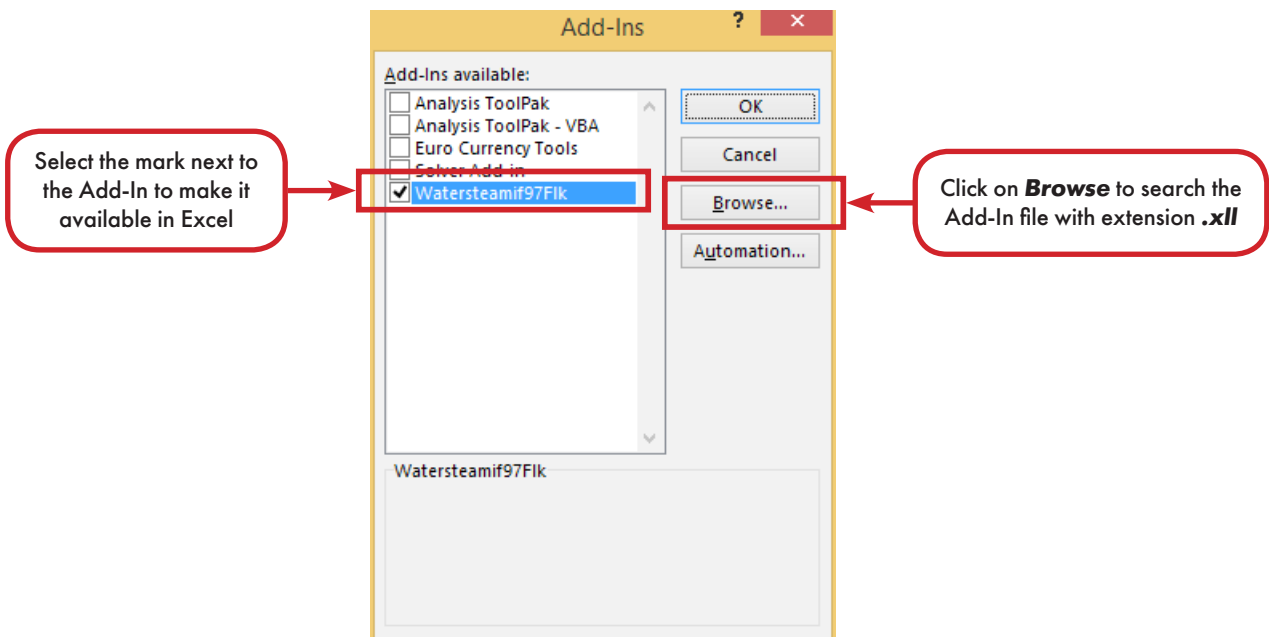 Add-Ins
?
×
Add-Ins available:
Analysis ToolPak
Analysis ToolPak - VBA
Euro Currency Tools
Solver Add-in
Watersteamif97Flk
OK
Cancel
Browse...
Automation...
Watersteamif97Flk
Select the mark next to
the Add-In to make it
available in Excel
Click on Browse to search the
Add-In file with extension .xll